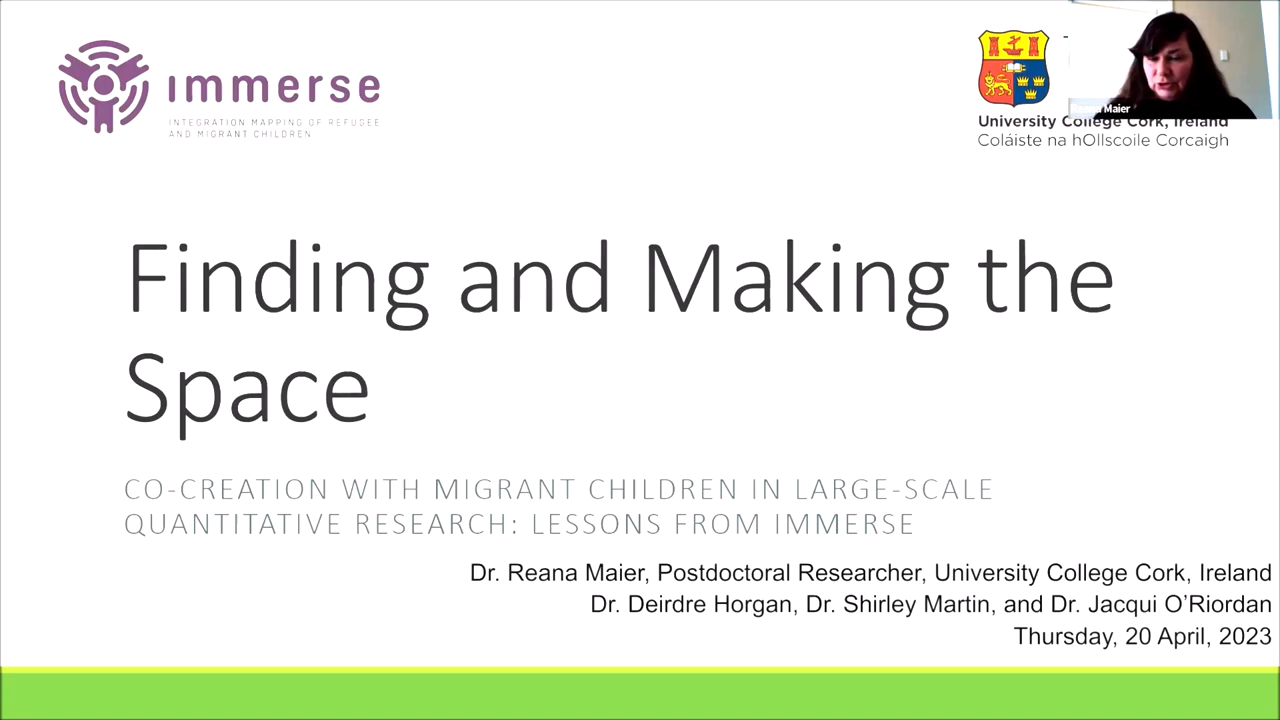 immerse
INTEGRATION MAPPING OF REFUGEE
AND MIGRANT CHILDREN
Maier
University College Cork, Ireland
Coláiste na hOllscoile Corcaigh
Finding and Making the
Space
CO-CREATION WITH MIGRANT CHILDREN IN LARGE-SCALE
QUANTITATIVE RESEARCH: LESSONS FROM IMMERSE
Dr. Reana Maier, Postdoctoral Researcher, University College Cork, Ireland
Dr. Deirdre Horgan, Dr. Shirley Martin, and Dr. Jacqui O’Riordan
Thursday, 20 April, 2023